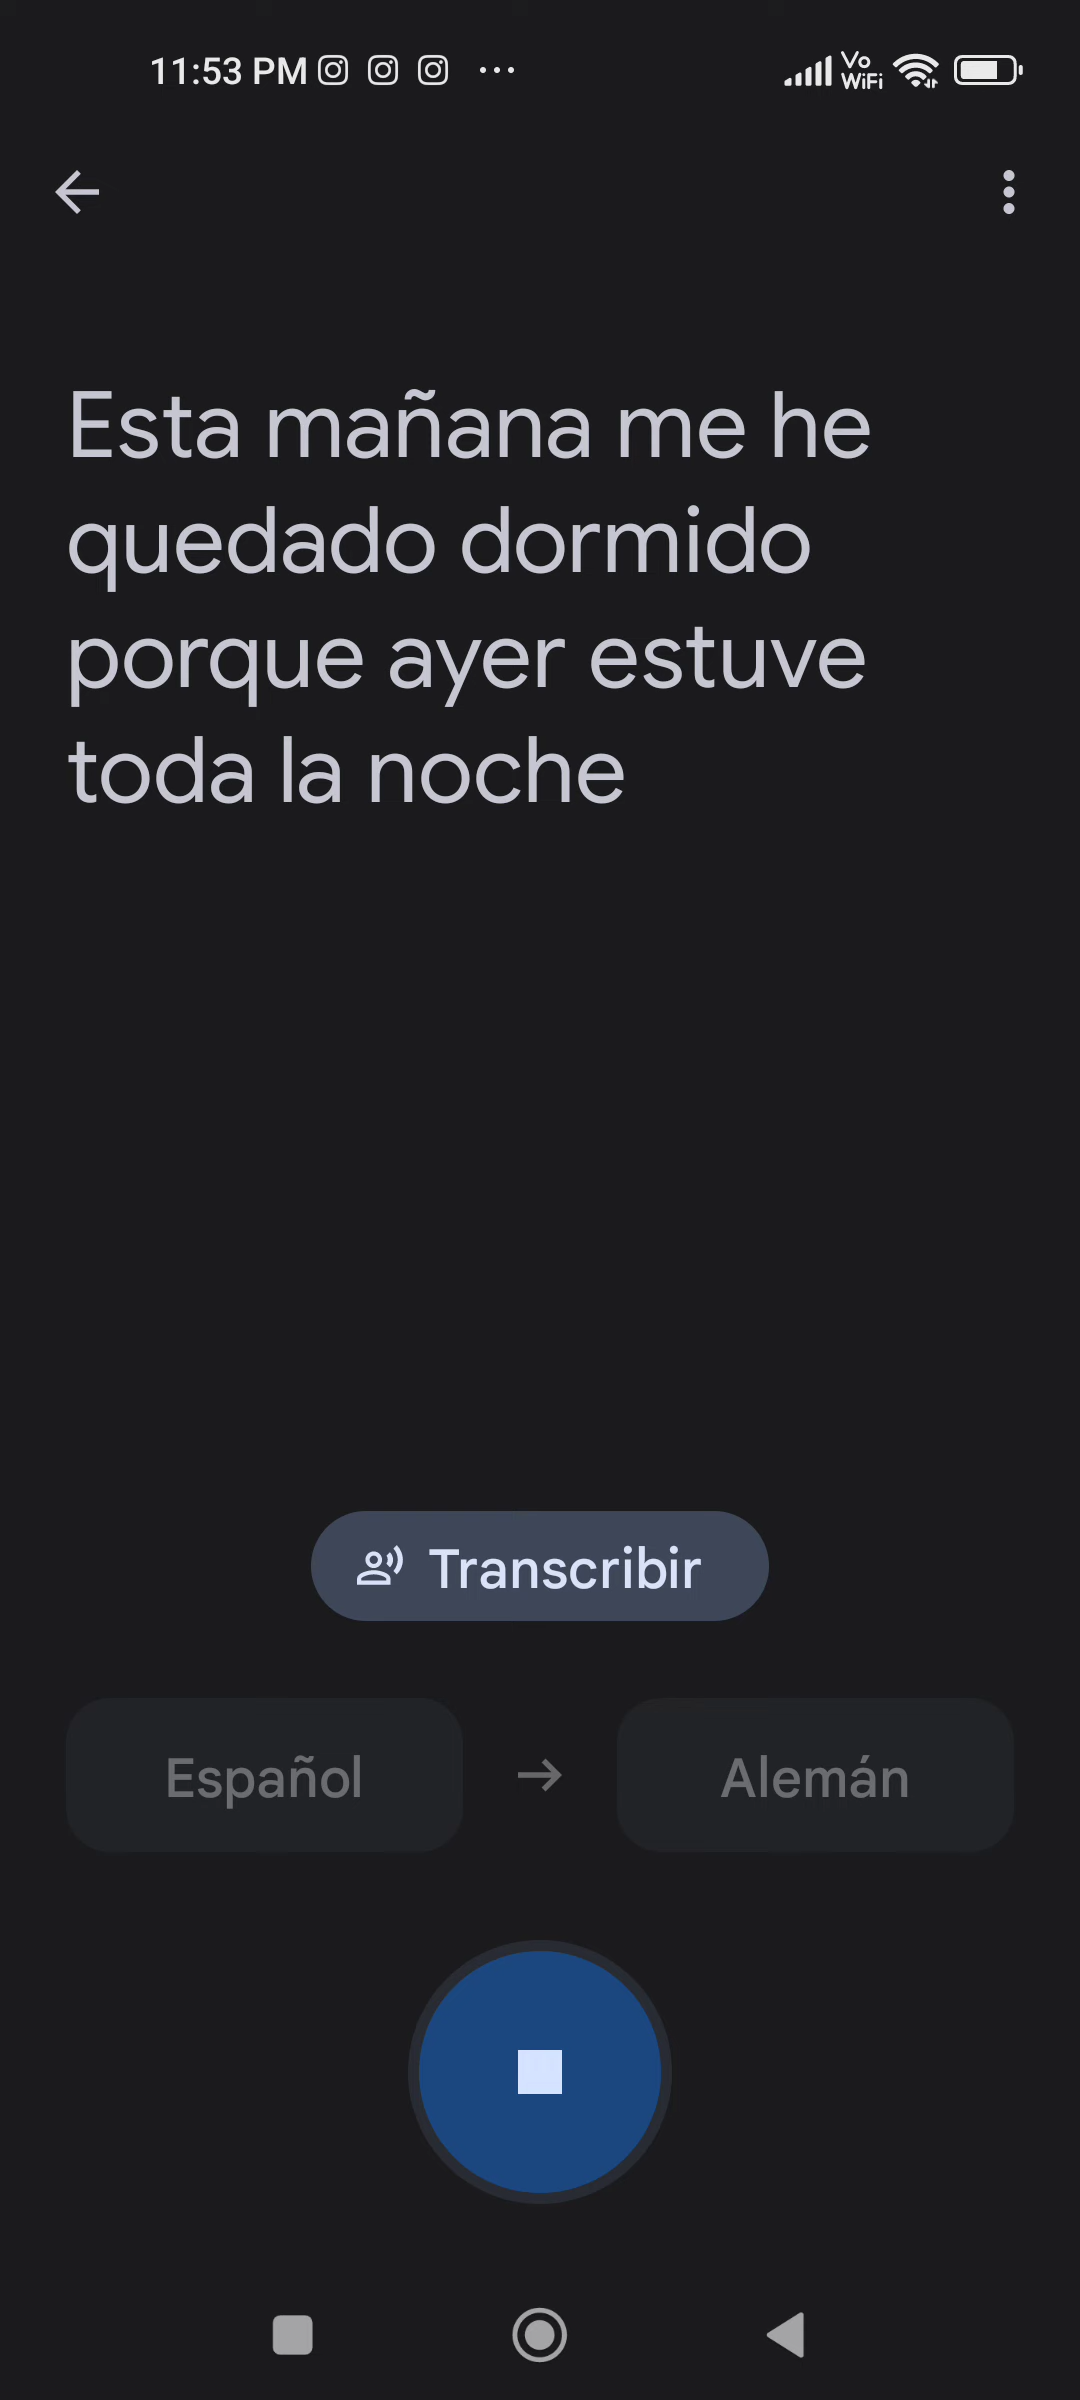 11:53 PM
Vo
WiFi
Esta mañana me he
quedado dormido
porque ayer estuve
toda la noche
Transcribir
Español → Alemán